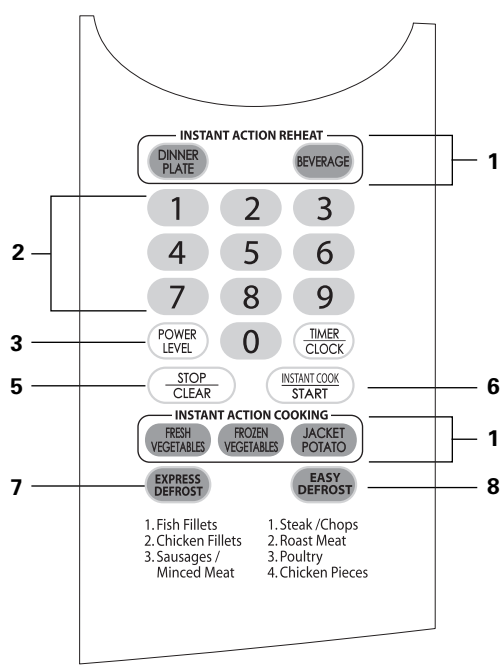 INSTANT ACTION REHEAT
DINNER
PLATE
BEVERAGE
1
1 2 3
2
4 5 6
7 8 9
3
POWER
LEVEL
0
TIMER
CLOCK
5
STOP
CLEAR
INSTANT COOK
START
6
INSTANT ACTION COOKING
FRESH
VEGETABLES
FROZEN
VEGETABLES
JACKET
POTATO
1
7
EXPRESS
DEFROST
EASY
DEFROST
8
1. Fish Fillets
2. Chicken Fillets
3. Sausages /
Minced Meat
1. Steak /Chops
2. Roast Meat
3. Poultry
4. Chicken Pieces